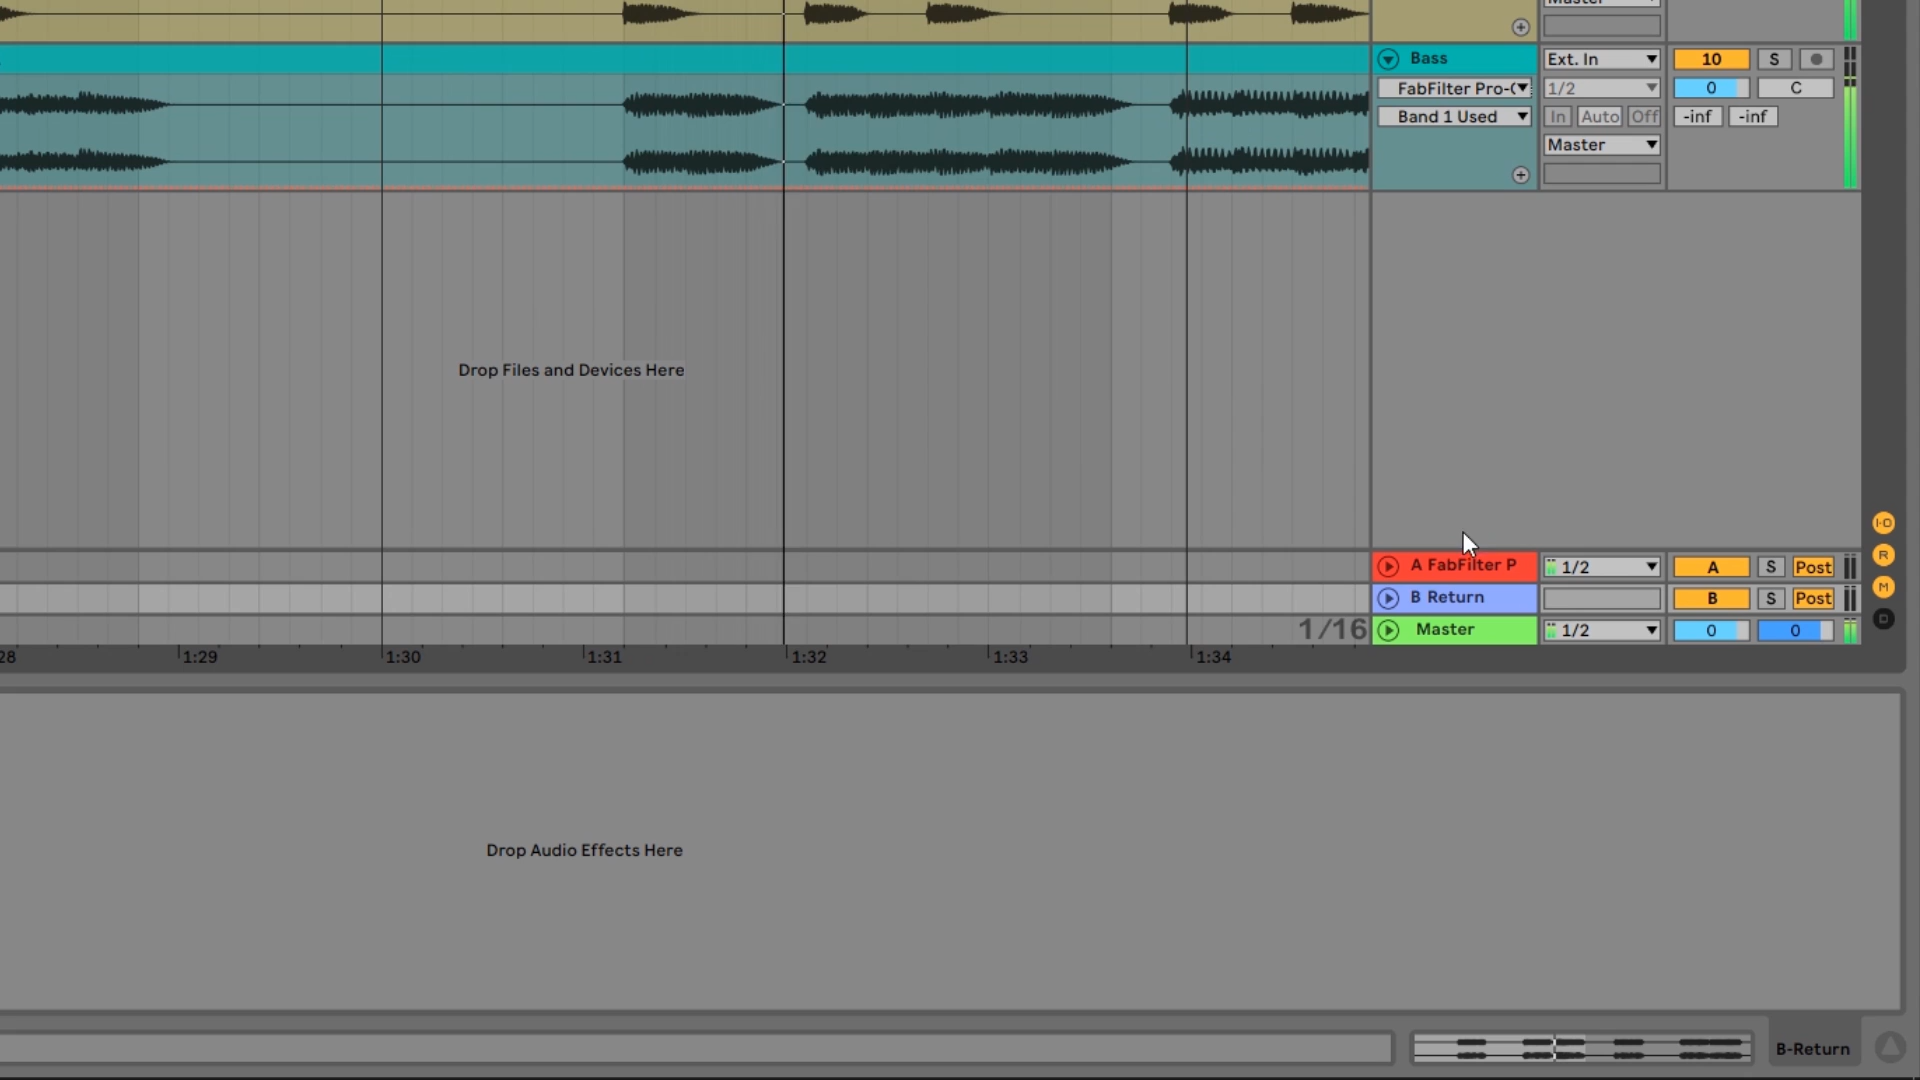 Bass
Ext. In
10
S
FabFilter Pro-
1/2
0
C
Band 1 Used
In
Auto
Off
-inf
-inf
Master
Drop Files and Devices Here
A FabFilter P
1/2
A
S
Post
B Return
B
S
Post
1/16
Master
1/2
0
0
I·O
R
M
D
28
1:29
1:30
1:31
1:32
1:33
1:34
Drop Audio Effects Here
B-Return